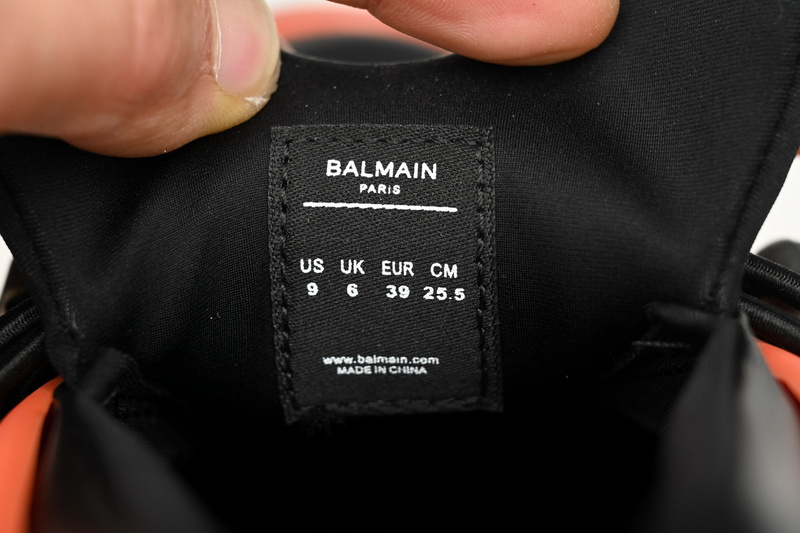 BALMAIN
PARIS
US UK EUR CM
9 6 39 25.5
www.balmain.com
MADE IN CHINA